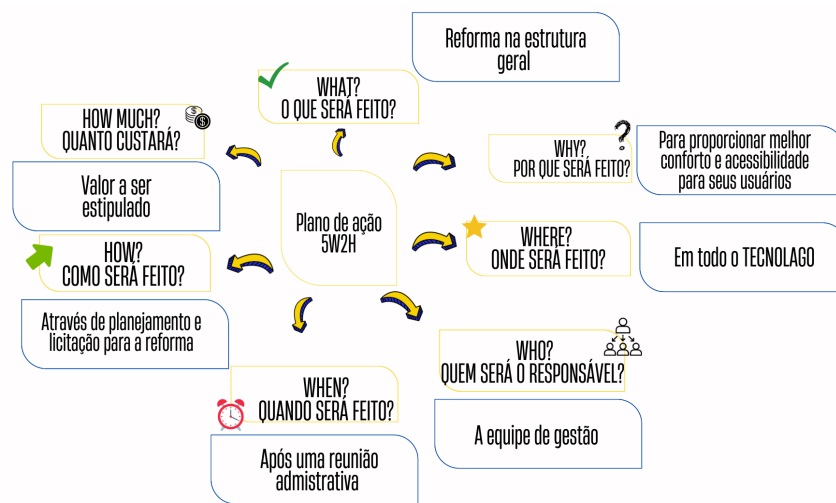 Plano de ação
5W2H
WHAT?
O QUE SERÁ FEITO?
Reforma na estrutura
geral
WHY?
POR QUE SERÁ FEITO?
Para proporcionar melhor
conforto e acessibilidade
para seus usuários
WHERE?
ONDE SERÁ FEITO?
Em todo o TECNOLAGO
WHO?
QUEM SERÁ O RESPONSÁVEL?
A equipe de gestão
WHEN?
QUANDO SERÁ FEITO?
Após uma reunião
admistrativa
HOW?
COMO SERÁ FEITO?
Através de planejamento e
licitação para a reforma
HOW MUCH?
QUANTO CUSTARÁ?
Valor a ser
estipulado